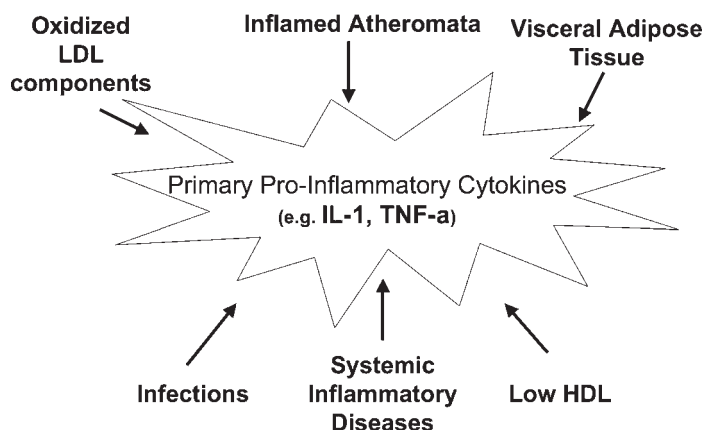 Oxidized
LDL
components
Inflamed Atheromata
Visceral Adipose
Tissue
Primary Pro-Inflammatory Cytokines
(e.g. IL-1, TNF-a)
Infections
Systemic
Inflammatory
Diseases
Low HDL